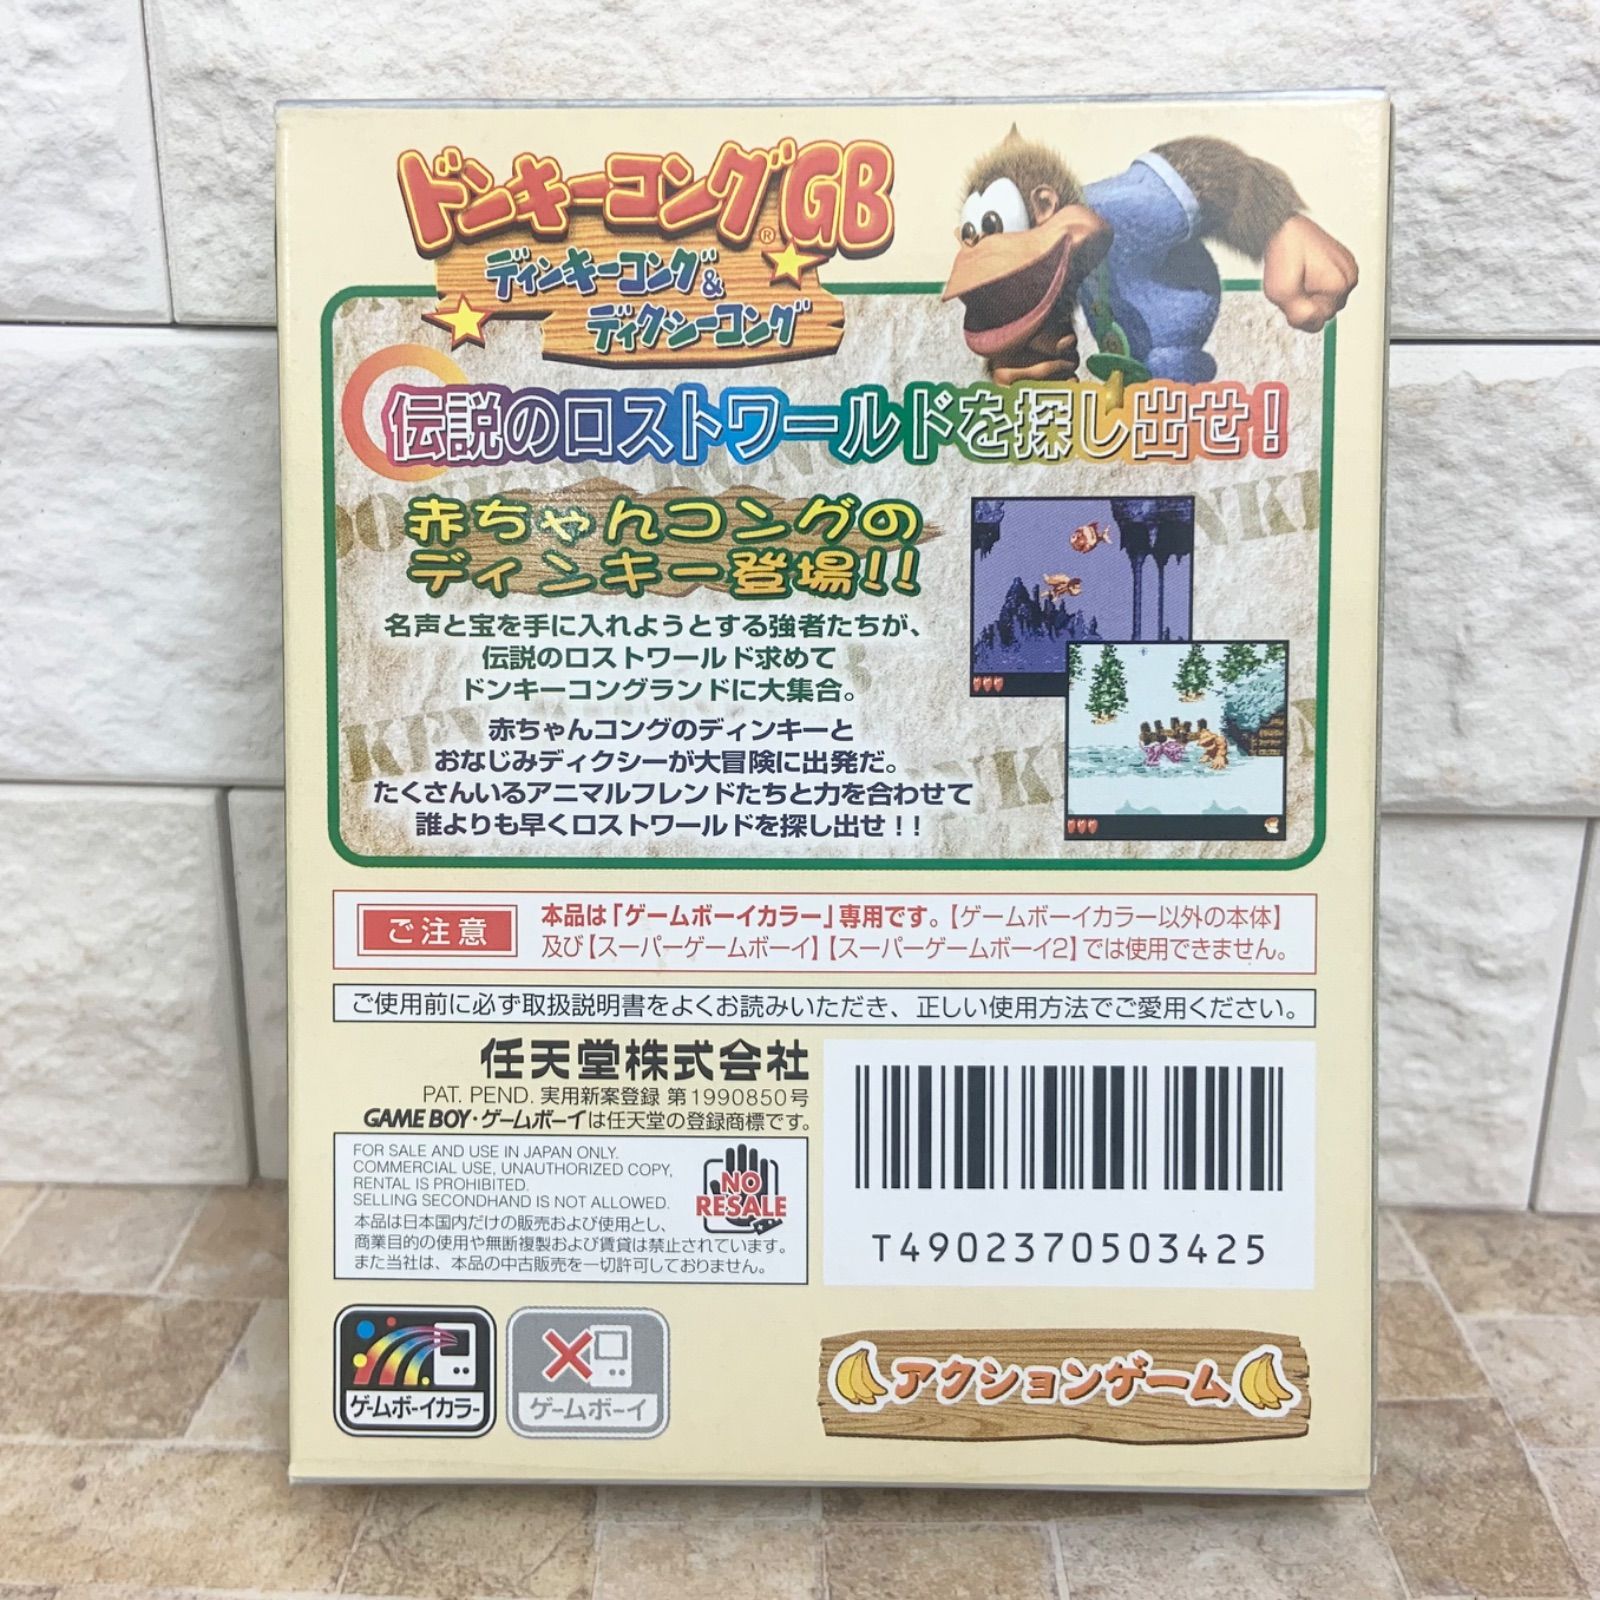 ドンキーコング®GB
ディンキーコング&
ディクシーコング
伝説のロストワールドを探し出せ!
赤ちゃんコングの
ディンキー登場!!
名声と宝を手に入れようとする強者たちが、
伝説のロストワールド求めて
ドンキーコングランドに大集合。
赤ちゃんコングのディンキーと
おなじみディクシーが大冒険に出発だ。
たくさんいるアニマルフレンドたちと力を合わせて
誰よりも早くロストワールドを探し出せ!!
ご注意
本品は「ゲームボーイカラー」専用です。【ゲームボーイカラー以外の本体】
及び【スーパーゲームボーイ】【スーパーゲームボーイ2】では使用できません。
ご使用前に必ず取扱説明書をよくお読みいただき、正しい使用方法でご愛用ください。
任天堂株式会社
PAT. PEND. 実用新案登録 第1990850号
GAME BOY・ゲームボーイは任天堂の登録商標です。
FOR SALE AND USE IN JAPAN ONLY.
COMMERCIAL USE, UNAUTHORIZED COPY,
RENTAL IS PROHIBITED.
SELLING SECONDHAND IS NOT ALLOWED.
本品は日本国内だけの販売および使用とし、
商業目的の使用や無断複製および賃貸は禁止されています。
また当社は、本品の中古販売を一切許可しておりません。
NO
RESALE
T4902370503425
ゲームボーイカラー
ゲームボーイ
アクションゲーム